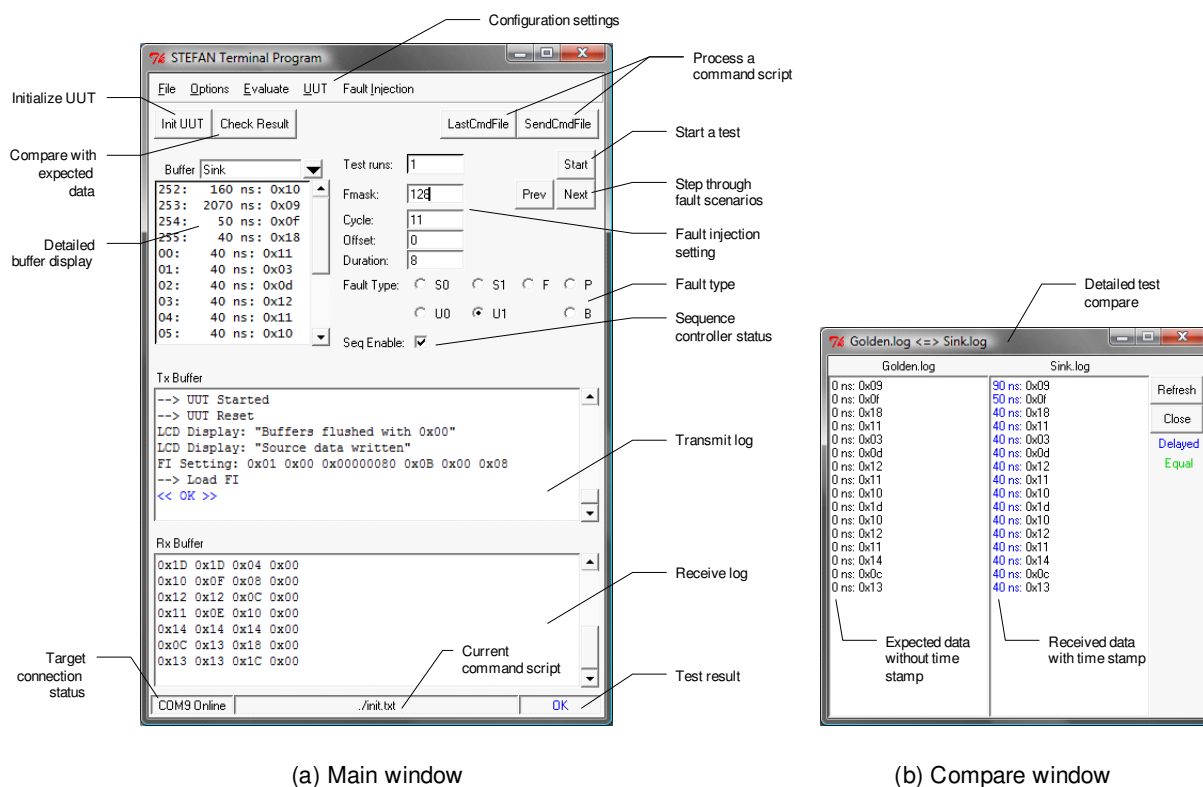 Configuration settings
STEFAN Terminal Program
File Options Evaluate UUT Fault Injection
Process a
command script
Initialize UUT
Init UUT Check Result LastCmdFile SendCmdFile
Start a test
Compare with
expected
data
Buffer Sink
Test runs: 1
Start
252: 160 ns: 0x10
253: 2070 ns: 0x09
254: 50 ns: 0x0f
255: 40 ns: 0x18
00: 40 ns: 0x11
01: 40 ns: 0x03
02: 40 ns: 0x0d
03: 40 ns: 0x12
04: 40 ns: 0x11
05: 40 ns: 0x10
Detailed
buffer display
Fmask: 128
Prev Next
Cycle: 11
Offset: 0
Duration: 8
Fault Type: S0 S1 F P
U0 U1 B
Seq Enable:
Step through
fault scenarios
Fault injection
setting
Fault type
Sequence
controller status
Tx Buffer
--> UUT Started
--> UUT Reset
LCD Display: "Buffers flushed with 0x00"
LCD Display: "Source data written"
FI Setting: 0x01 0x00 0x00000080 0x0B 0x00 0x08
--> Load FI
<< OK >>
Transmit log
Rx Buffer
0x1D 0x1D 0x04 0x00
0x10 0x0F 0x08 0x00
0x12 0x12 0x0C 0x00
0x11 0x0E 0x10 0x00
0x14 0x14 0x14 0x00
0x0C 0x13 0x18 0x00
0x13 0x13 0x1C 0x00
Receive log
Target
connection
status
Current
command script
Test result
COM9 Online ./init.txt OK
(a) Main window
Detailed test
compare
Golden.log <=> Sink.log
Golden.log Sink.log
0 ns: 0x09 90 ns: 0x09
0 ns: 0x0f 50 ns: 0x0f
0 ns: 0x18 40 ns: 0x18
0 ns: 0x11 40 ns: 0x11
0 ns: 0x03 40 ns: 0x03
0 ns: 0x0d 40 ns: 0x0d
0 ns: 0x12 40 ns: 0x12
0 ns: 0x11 40 ns: 0x11
0 ns: 0x10 40 ns: 0x10
0 ns: 0x1d 40 ns: 0x1d
0 ns: 0x10 40 ns: 0x10
0 ns: 0x12 40 ns: 0x12
0 ns: 0x11 40 ns: 0x11
0 ns: 0x14 40 ns: 0x14
0 ns: 0x0c 40 ns: 0x0c
0 ns: 0x13 40 ns: 0x13
Refresh
Close
Delayed
Equal
Expected data
without time
stamp
Received data
with time stamp
(b) Compare window